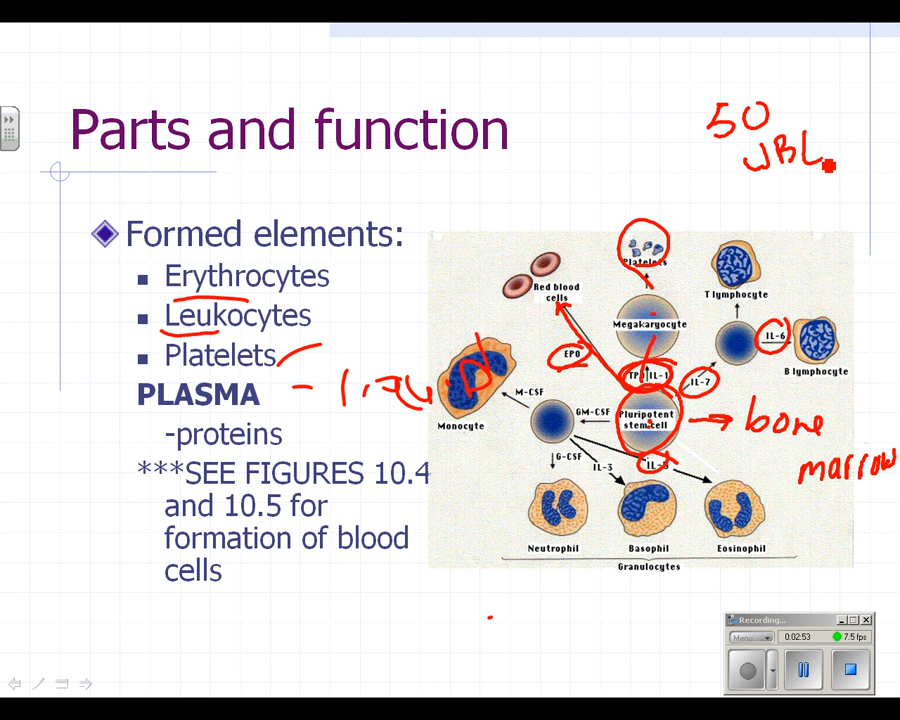 Parts and function
50
WBC
Formed elements:
Erythrocytes
Leukocytes
Platelets
PLASMA - liquid
-proteins
***SEE FIGURES 10.4
and 10.5 for
formation of blood
cells
Platelets
Red blood
cells
T lymphocyte
Megakaryocyte
IL-6
EPO
B lymphocyte
TPO IL-1
IL-7
M-CSF
GM-CSF
Pluripotent
stem cell
bone
marrow
Monocyte
G-CSF
IL-3
Neutrophil
Basophil
Eosinophil
Granulocytes
Recording...
Menu
0:02:53
7.5 fps